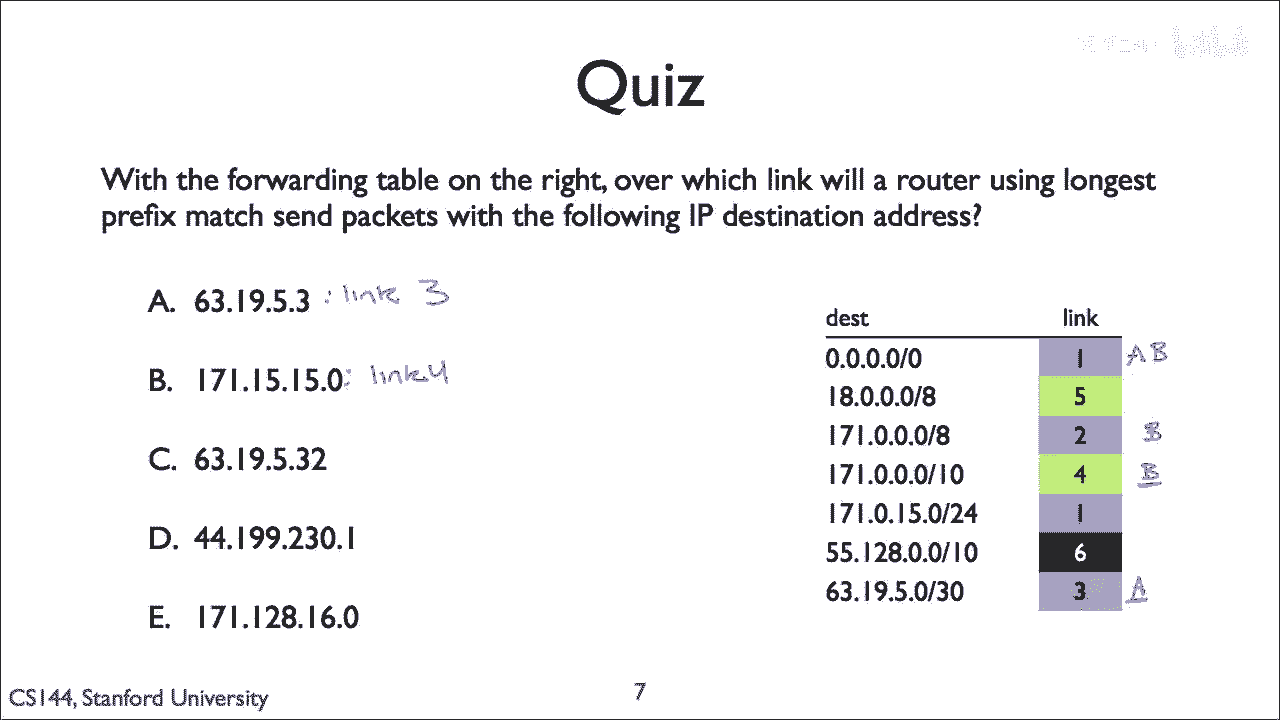 Quiz
With the forwarding table on the right, over which link will a router using longest
prefix match send packets with the following IP destination address?
A. 63.19.5.3 : link 3
B. 171.15.15.0: link 4
C. 63.19.5.32
D. 44.199.230.1
E. 171.128.16.0
dest link
0.0.0.0/0 1 A B
18.0.0.0/8 5
171.0.0.0/8 2 B
171.0.0.0/10 4 B
171.0.15.0/24 1
55.128.0.0/10 6
63.19.5.0/30 3 A
CS144, Stanford University
7